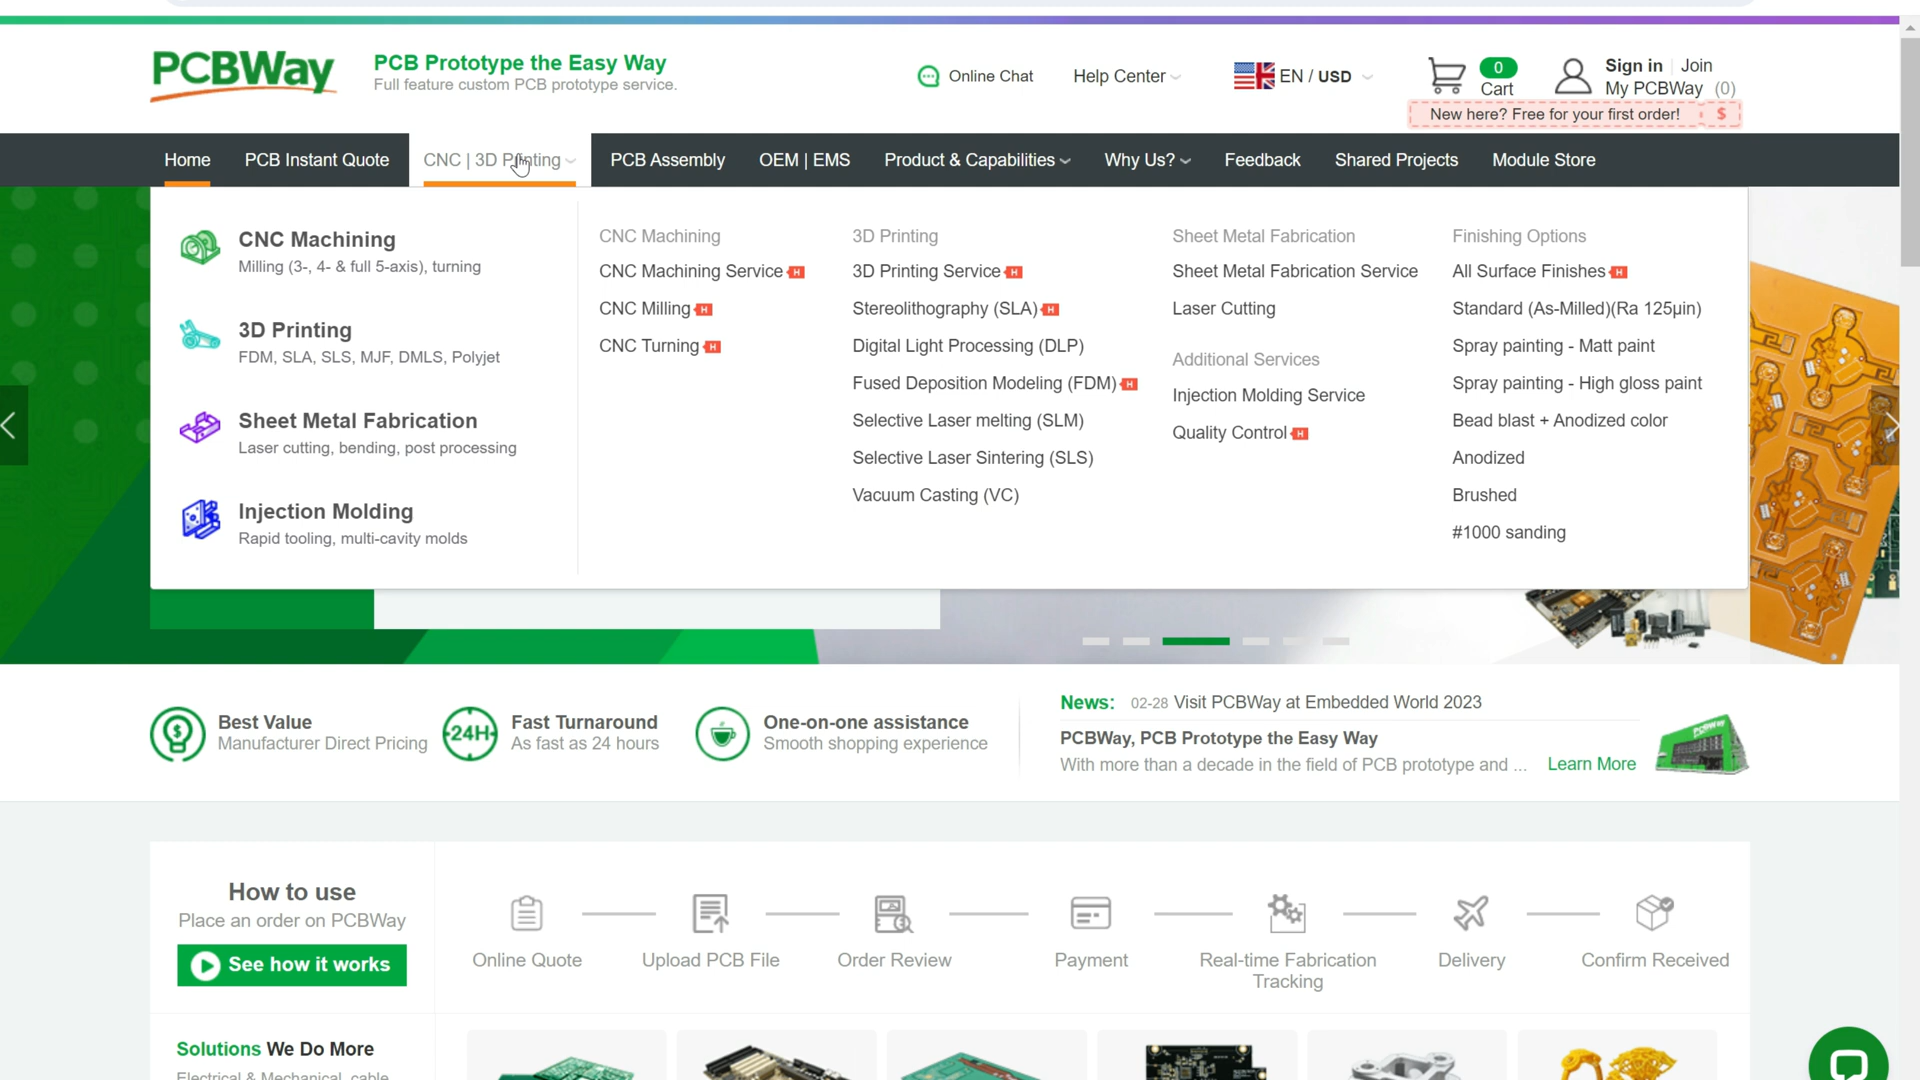 PCBWay
PCB Prototype the Easy Way
Full feature custom PCB prototype service.
Online Chat
Help Center
EN / USD
0
Cart
Sign in | Join
My PCBWay (0)
New here? Free for your first order! $
Home
PCB Instant Quote
CNC | 3D Printing
PCB Assembly
OEM | EMS
Product & Capabilities
Why Us?
Feedback
Shared Projects
Module Store
CNC Machining
Milling (3-, 4- & full 5-axis), turning
3D Printing
FDM, SLA, SLS, MJF, DMLS, Polyjet
Sheet Metal Fabrication
Laser cutting, bending, post processing
Injection Molding
Rapid tooling, multi-cavity molds
CNC Machining
CNC Machining Service H
CNC Milling H
CNC Turning H
3D Printing
3D Printing Service H
Stereolithography (SLA) H
Digital Light Processing (DLP)
Fused Deposition Modeling (FDM) H
Selective Laser melting (SLM)
Selective Laser Sintering (SLS)
Vacuum Casting (VC)
Sheet Metal Fabrication
Sheet Metal Fabrication Service
Laser Cutting
Additional Services
Injection Molding Service
Quality Control H
Finishing Options
All Surface Finishes H
Standard (As-Milled)(Ra 125μin)
Spray painting - Matt paint
Spray painting - High gloss paint
Bead blast + Anodized color
Anodized
Brushed
#1000 sanding
Best Value
Manufacturer Direct Pricing
24H
Fast Turnaround
As fast as 24 hours
One-on-one assistance
Smooth shopping experience
News: 02-28 Visit PCBWay at Embedded World 2023
PCBWay, PCB Prototype the Easy Way
With more than a decade in the field of PCB prototype and ... Learn More
PCBWay
How to use
Place an order on PCBWay
See how it works
Online Quote
Upload PCB File
Order Review
Payment
Real-time Fabrication
Tracking
Delivery
Confirm Received
Solutions We Do More
Electrical & Mechanical, cable